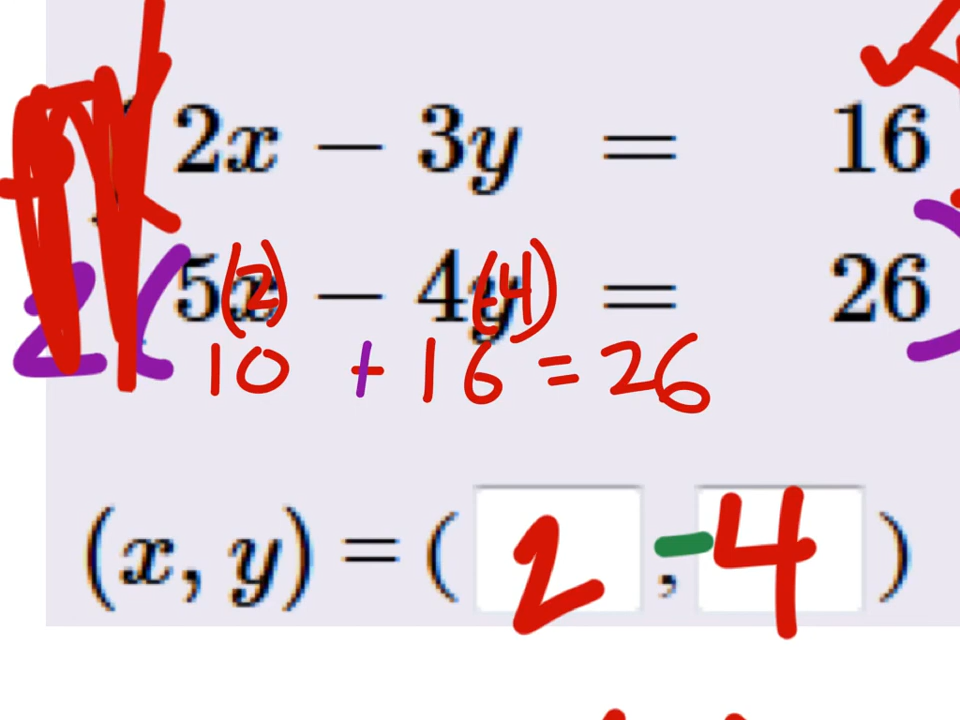 2x − 3y = 16
2( 5x(2) − 4y(-4) = 26 )
10 + 16 = 26
(x, y) = ( 2 , -4 )